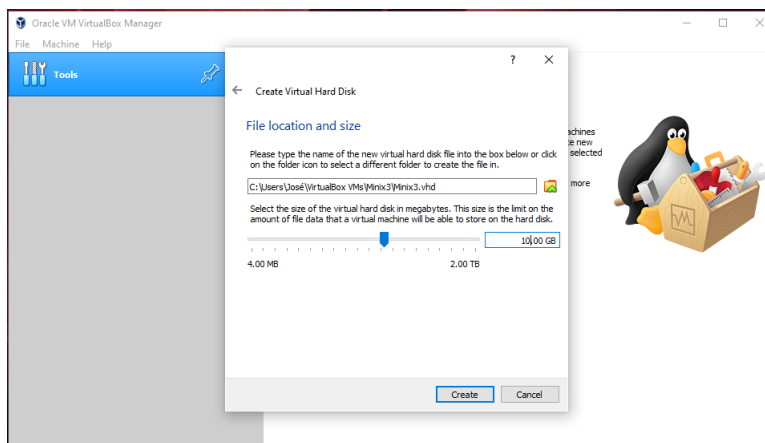 Oracle VM VirtualBox Manager
File Machine Help
Tools
? 
Create Virtual Hard Disk
File location and size
Please type the name of the new virtual hard disk file into the box below or click
on the folder icon to select a different folder to create the file in.
C:\Users\José\VirtualBox VMs\Minix3\Minix3.vhd
Select the size of the virtual hard disk in megabytes. This size is the limit on the
amount of file data that a virtual machine will be able to store on the hard disk.
10,00 GB
4.00 MB 2.00 TB
Create Cancel
achines
new
selected
more